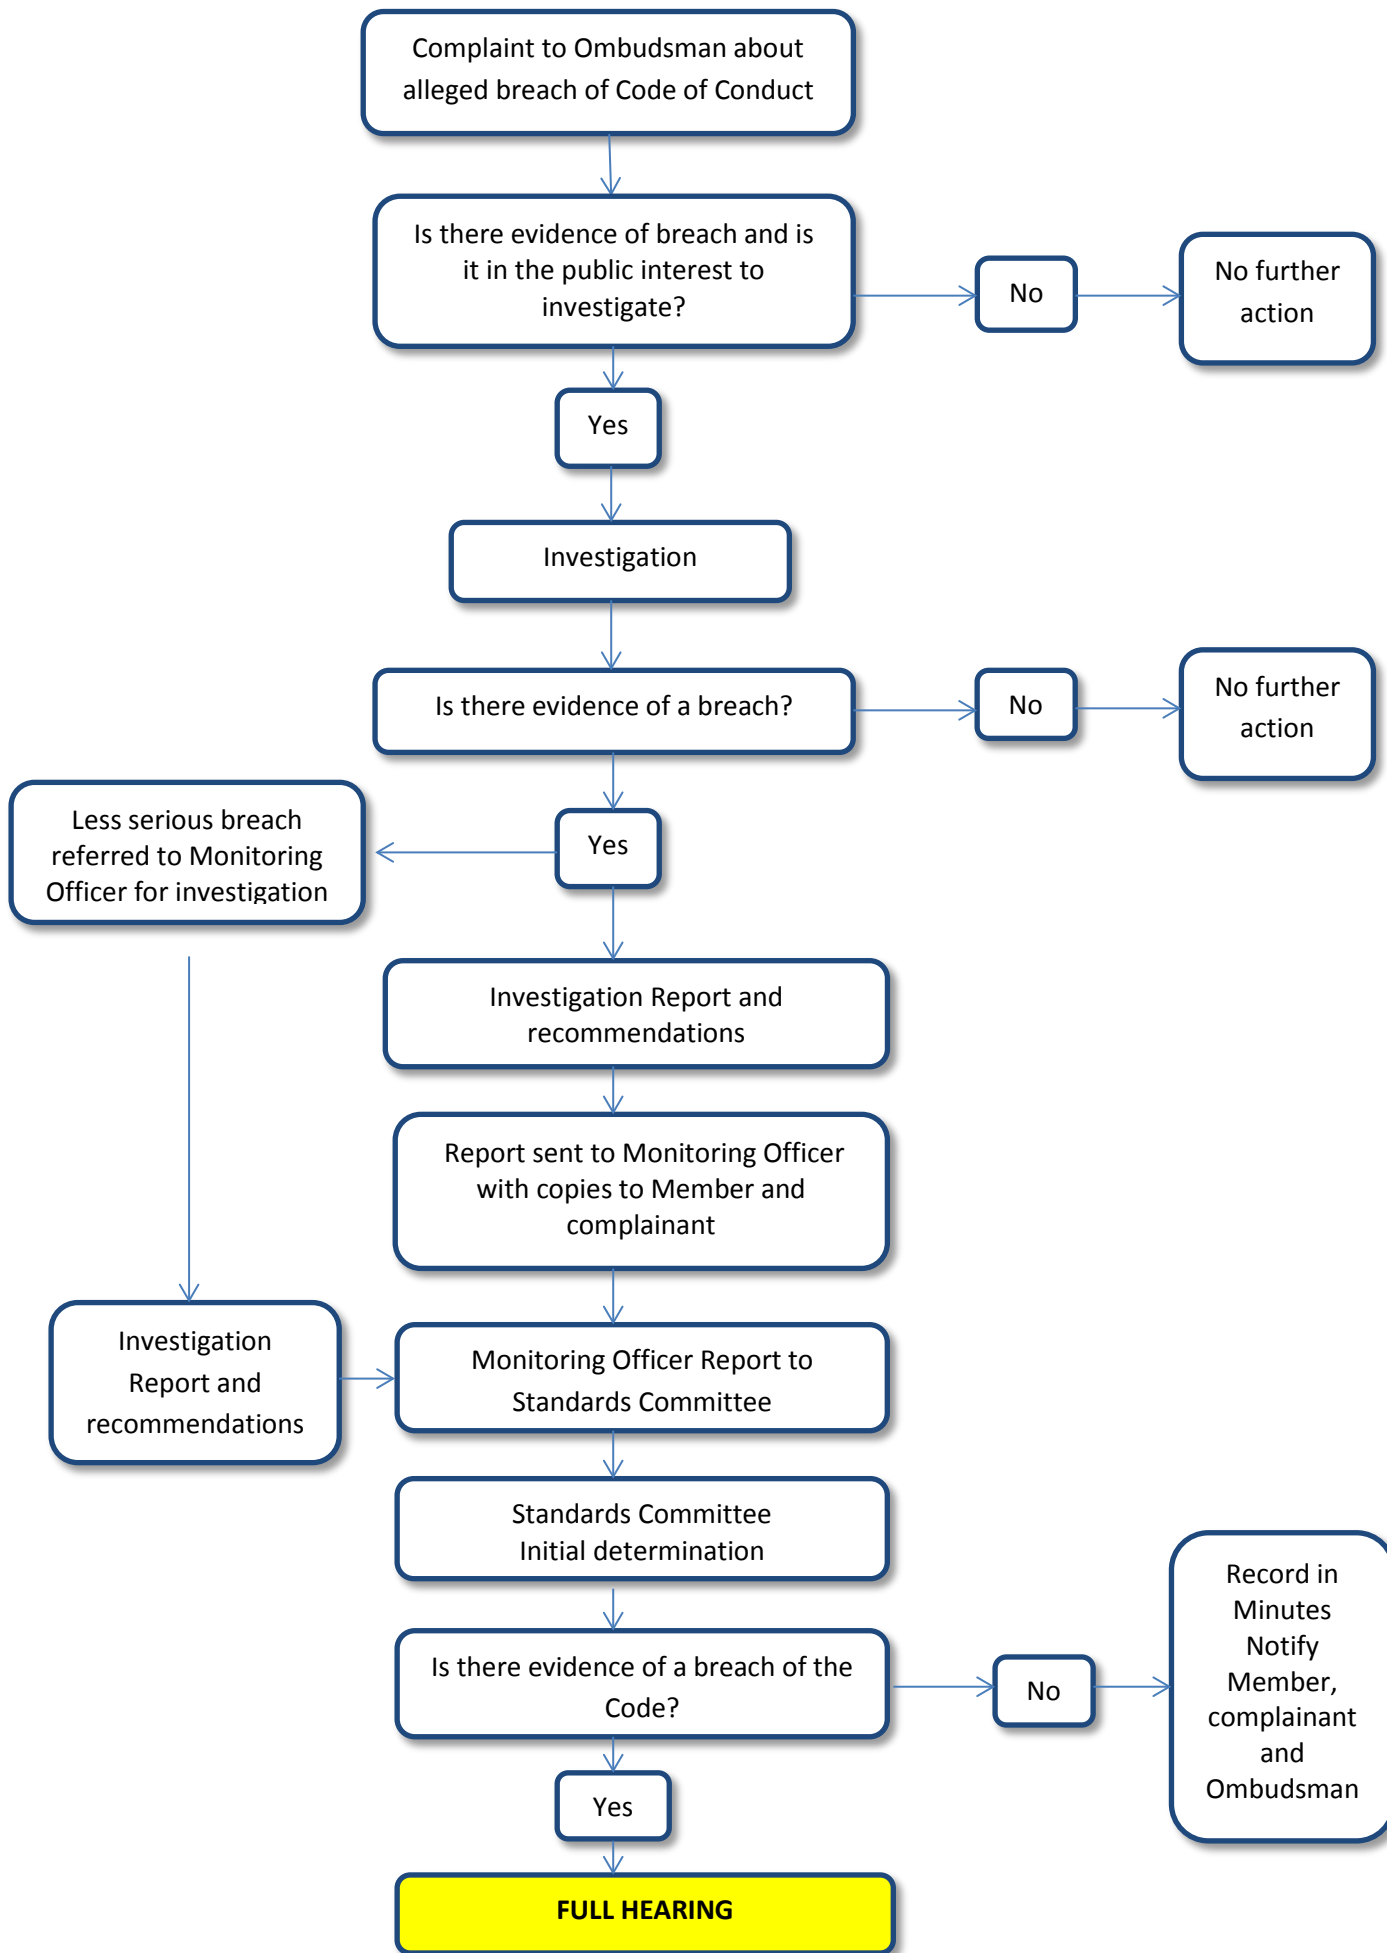 Complaint to Ombudsman about
alleged breach of Code of Conduct
Is there evidence of breach and is
it in the public interest to
investigate?
No
No further
action
Yes
Investigation
Is there evidence of a breach?
No
No further
action
Less serious breach
referred to Monitoring
Officer for investigation
Yes
Investigation Report and
recommendations
Report sent to Monitoring Officer
with copies to Member and
complainant
Investigation
Report and
recommendations
Monitoring Officer Report to
Standards Committee
Standards Committee
Initial determination
Is there evidence of a breach of the
Code?
No
Record in
Minutes
Notify
Member,
complainant
and
Ombudsman
Yes
FULL HEARING